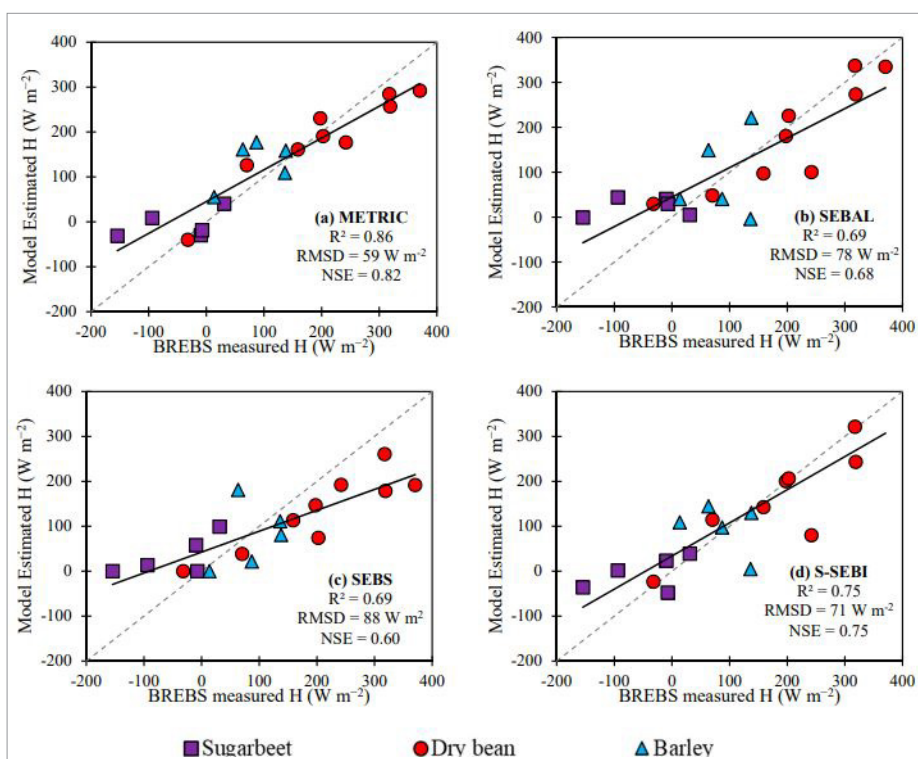 400
300
200
100
0
-100
-200
-200 -100 0 100 200 300 400
Model Estimated H (W m⁻²)
BREBS measured H (W m⁻²)
(a) METRIC
R² = 0.86
RMSD = 59 W m⁻²
NSE = 0.82
400
300
200
100
0
-100
-200
-200 -100 0 100 200 300 400
Model Estimated H (W m⁻²)
BREBS measured H (W m⁻²)
(b) SEBAL
R² = 0.69
RMSD = 78 W m⁻²
NSE = 0.68
400
300
200
100
0
-100
-200
-200 -100 0 100 200 300 400
Model Estimated H (W m⁻²)
BREBS measured H (W m⁻²)
(c) SEBS
R² = 0.69
RMSD = 88 W m²
NSE = 0.60
400
300
200
100
0
-100
-200
-200 -100 0 100 200 300 400
Model Estimated H (W m⁻²)
BREBS measured H (W m⁻²)
(d) S-SEBI
R² = 0.75
RMSD = 71 W m⁻²
NSE = 0.75
Sugarbeet Dry bean Barley